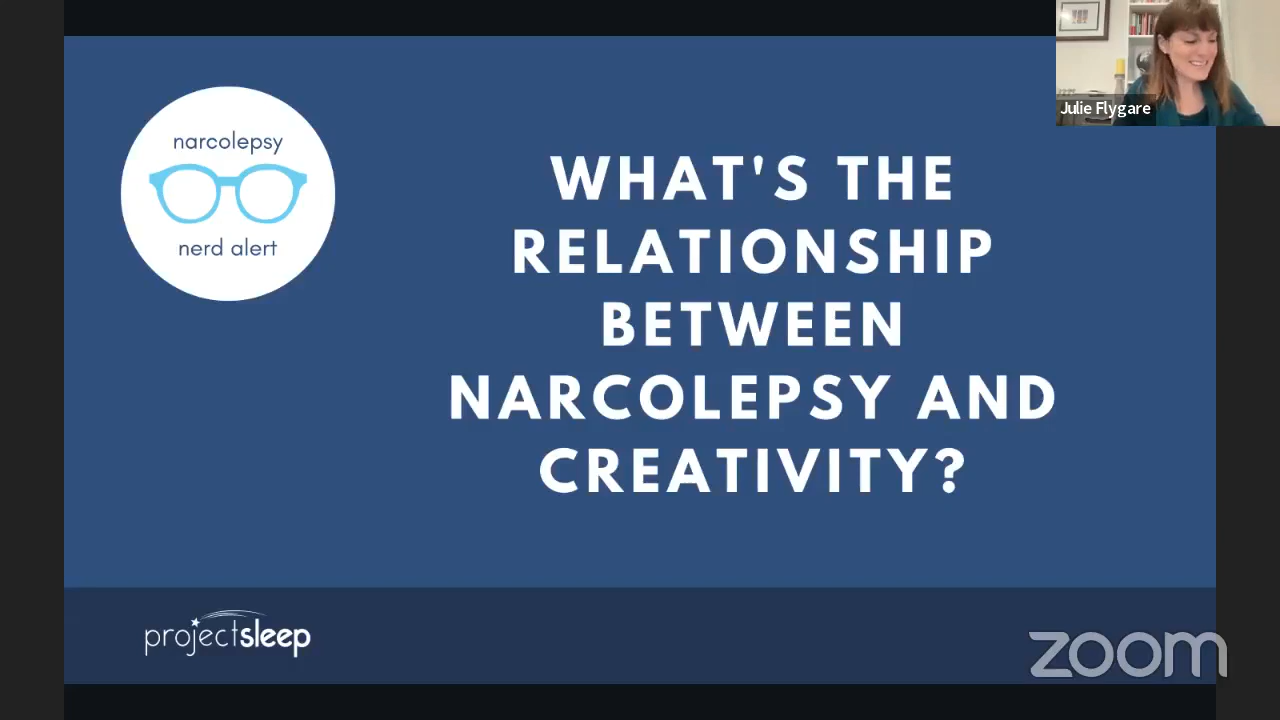 Julie Flygare
narcolepsy
nerd alert
WHAT'S THE
RELATIONSHIP
BETWEEN
NARCOLEPSY AND
CREATIVITY?
projectsleep
zoom